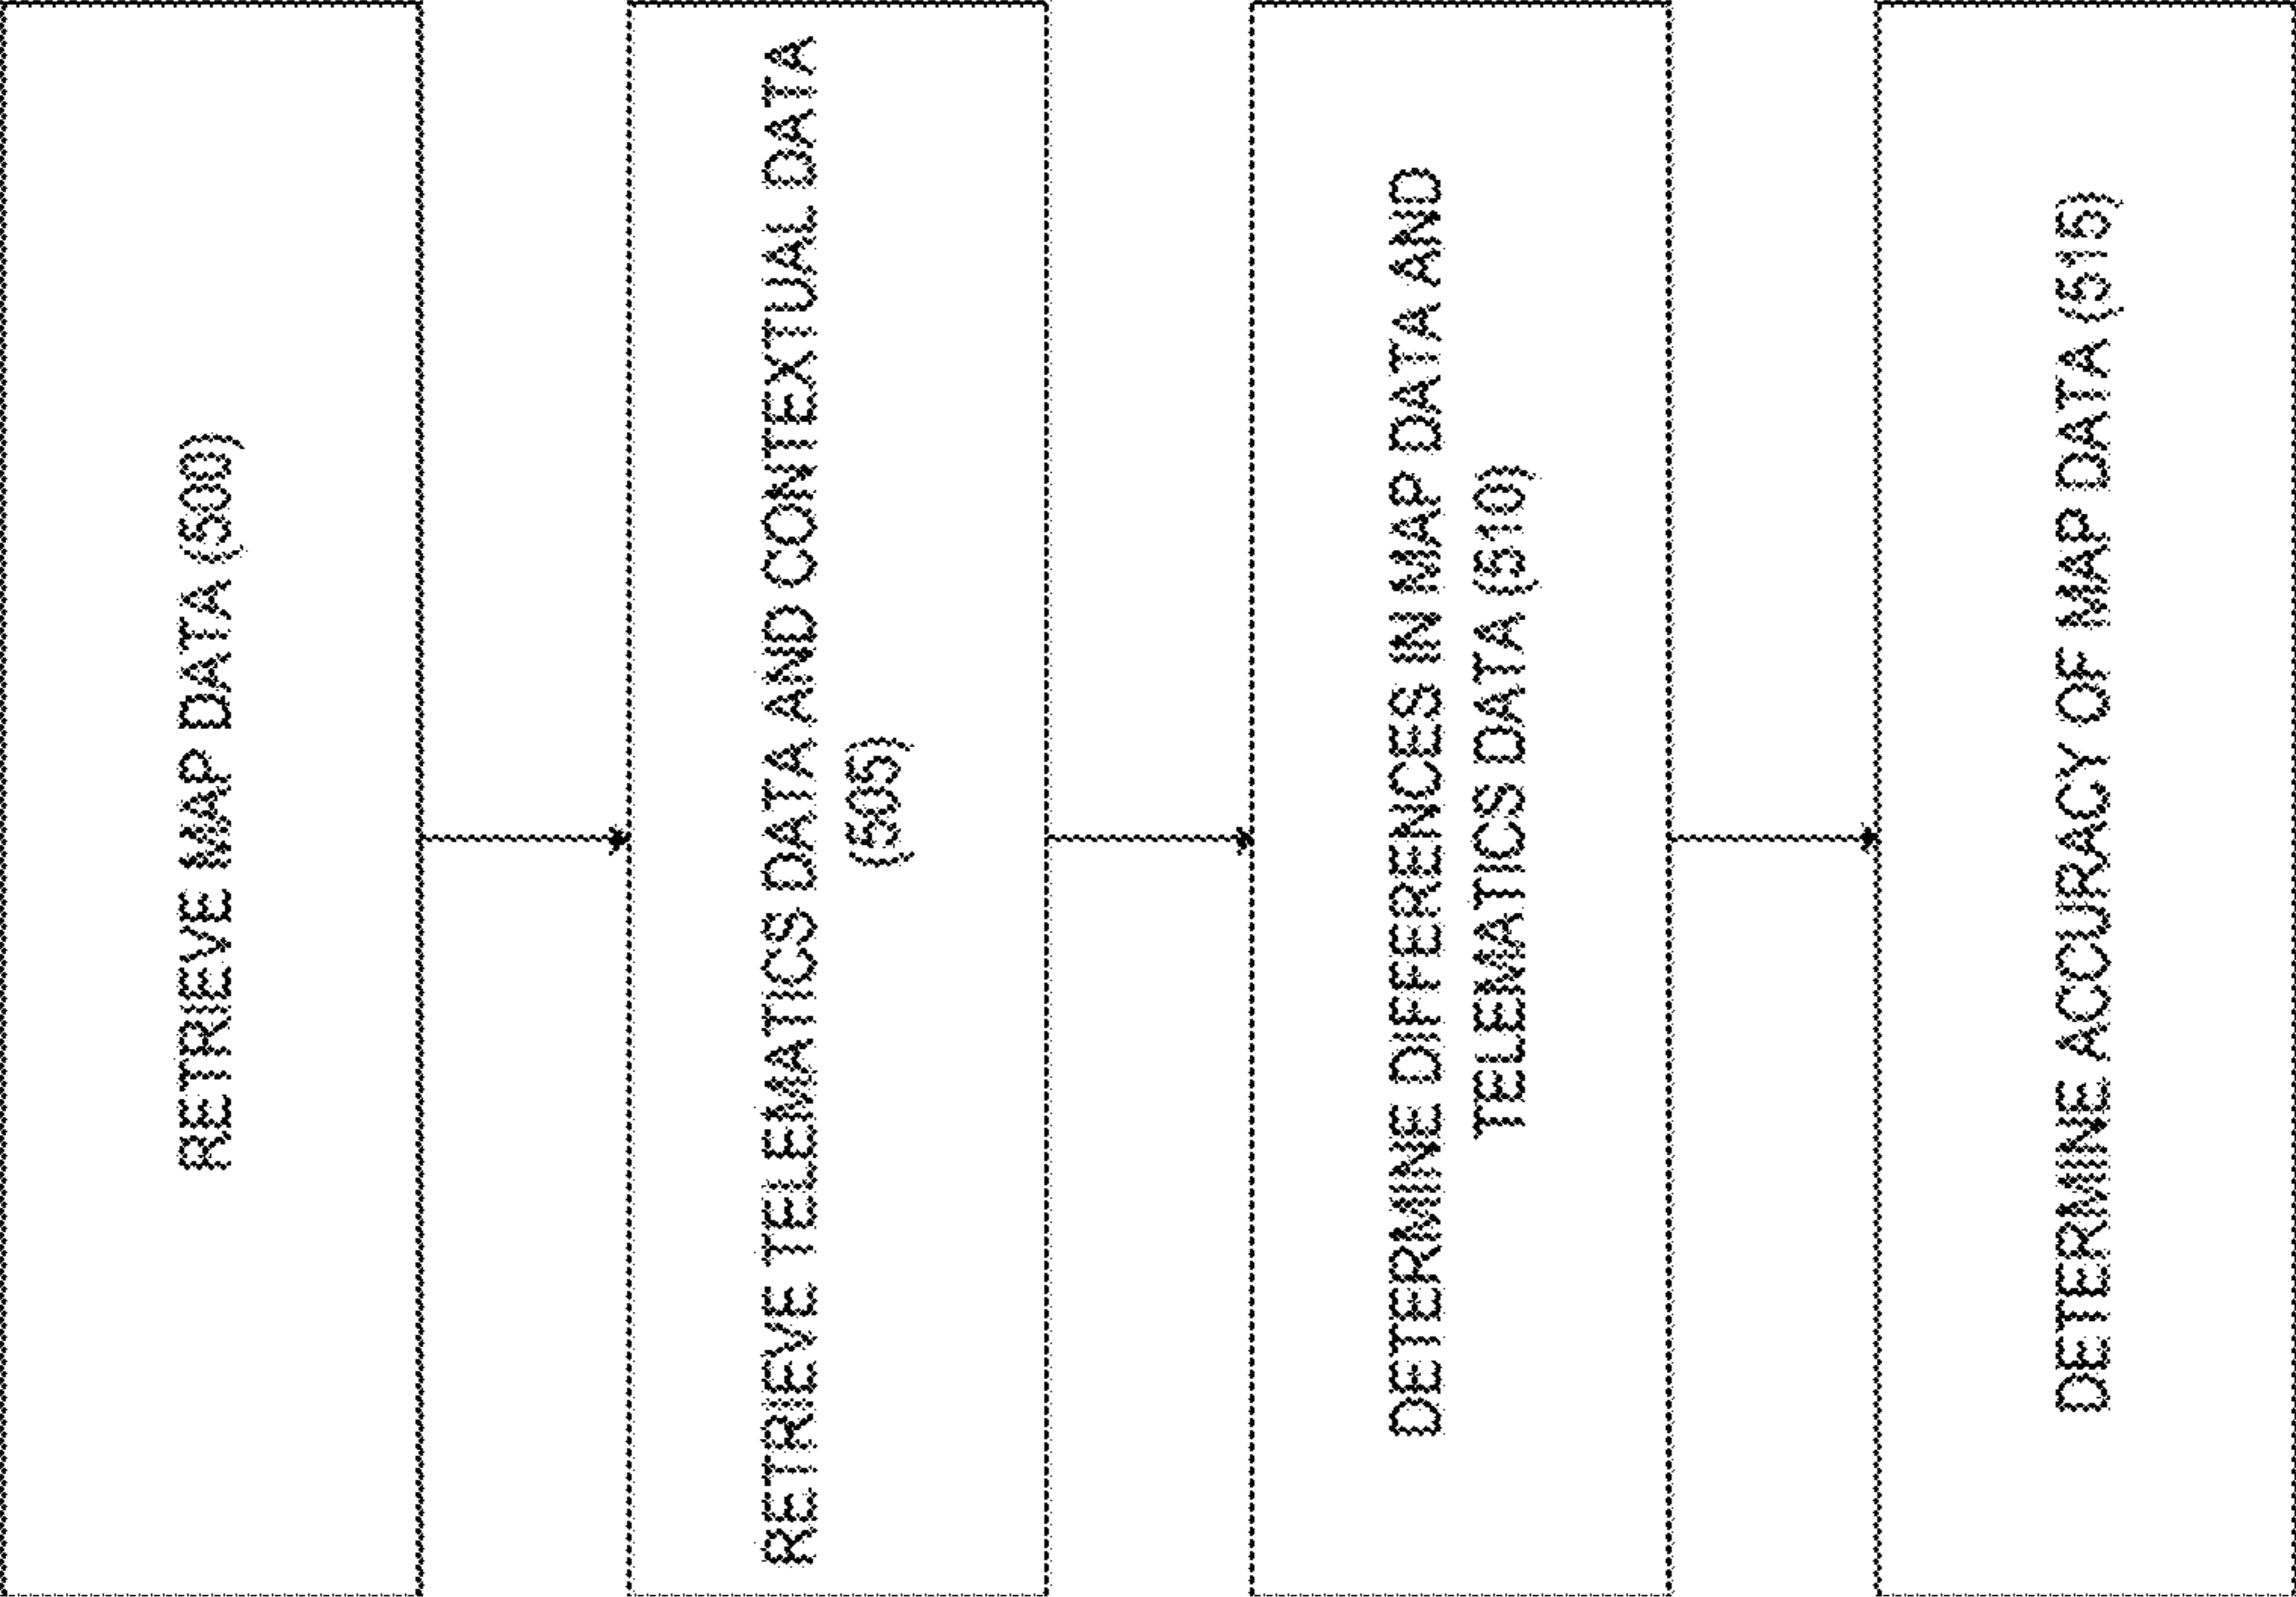 RETRIEVE MAP DATA (500)
RETRIEVE TELEMATICS DATA AND CONTEXTUAL DATA
(505)
DETERMINE DIFFERENCES IN MAP DATA AND
TELEMATICS DATA (510)
DETERMINE ACCURACY OF MAP DATA (515)